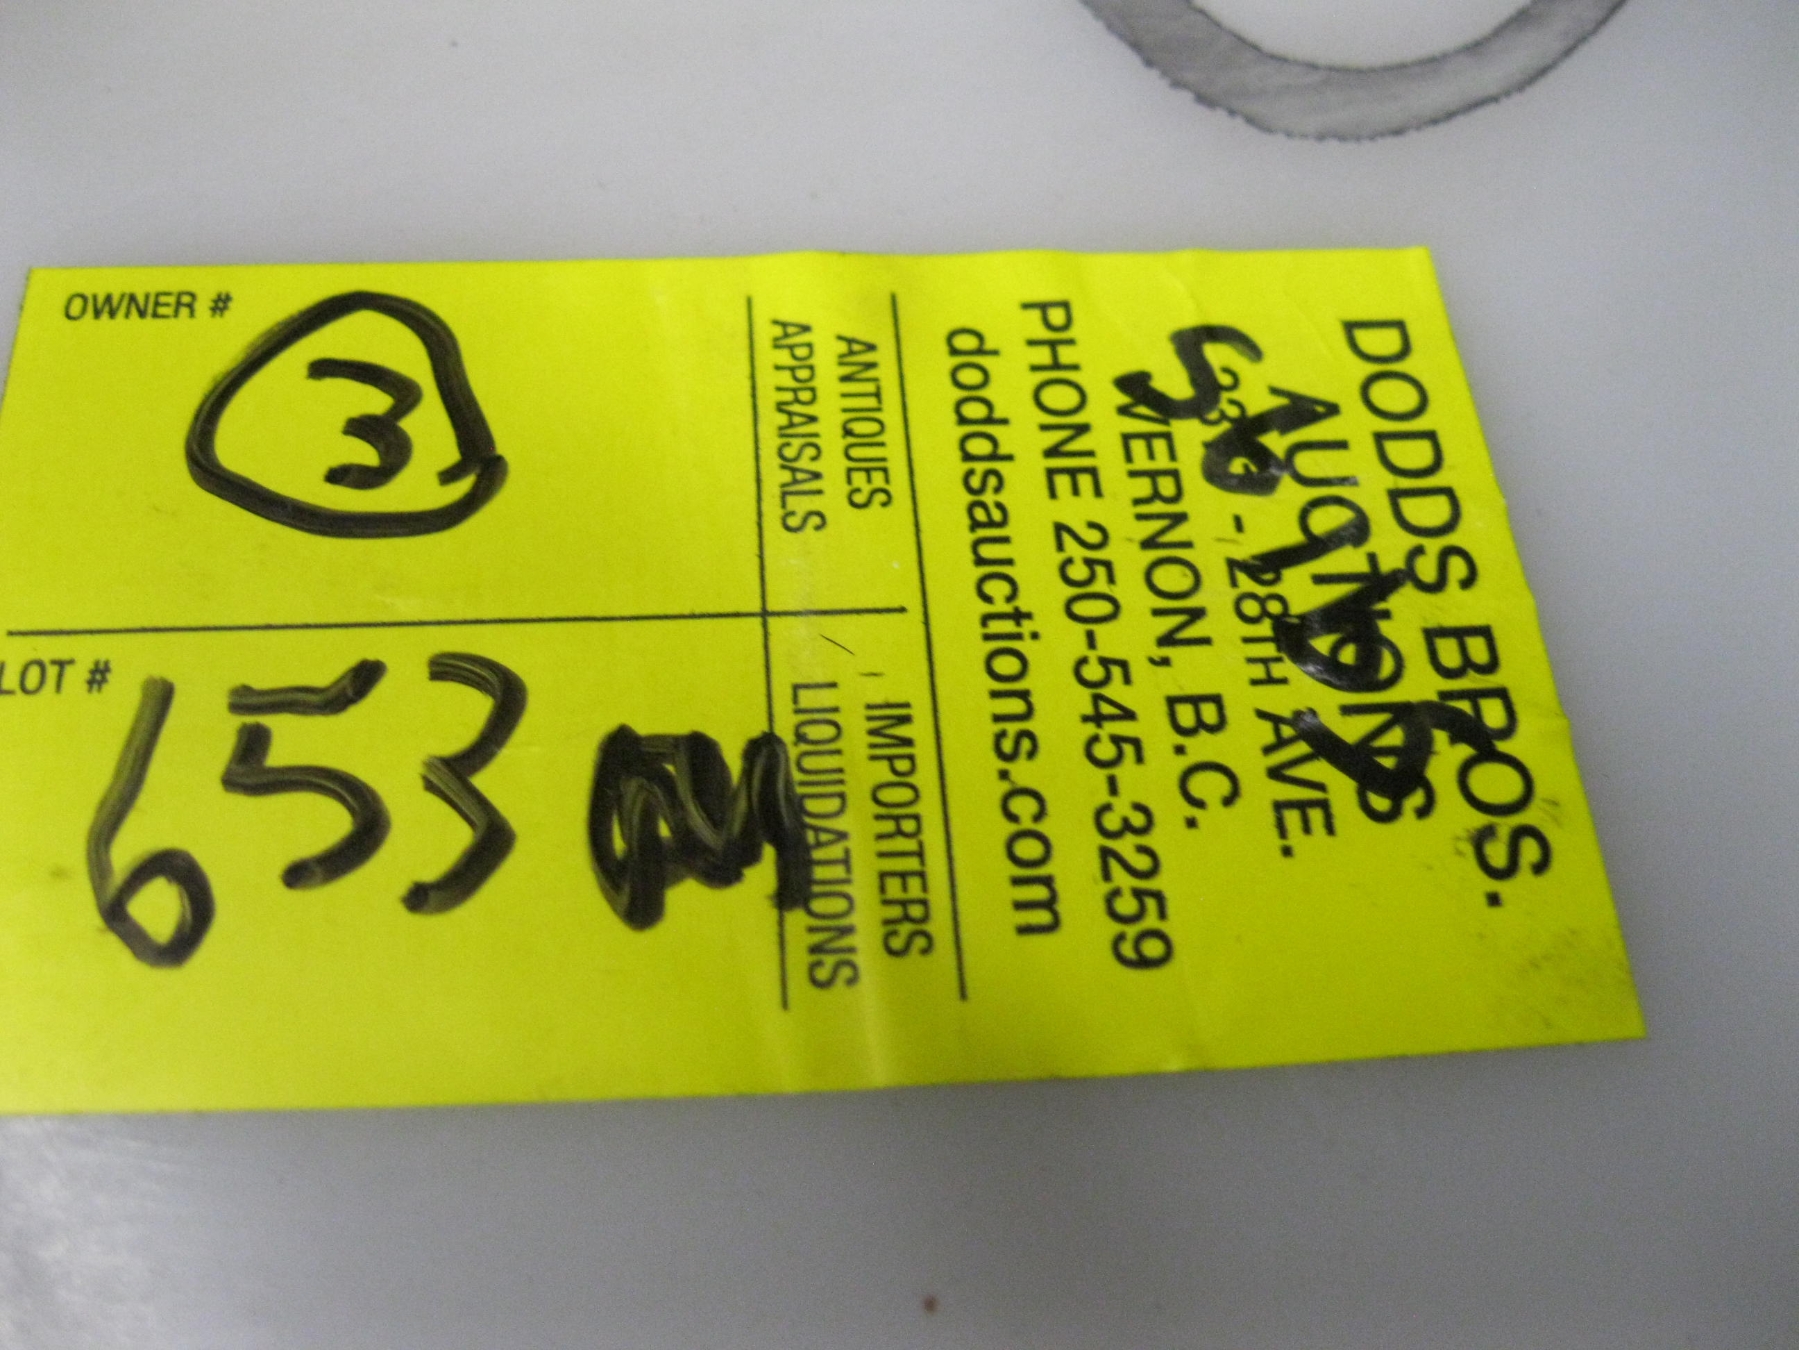 OWNER #
3
LOT #
653
ANTIQUES
APPRAISALS
IMPORTERS
LIQUIDATIONS
DODDS BROS.
AUCTIONS
28TH AVE.
VERNON, B.C.
PHONE 250-545-3259
doddsauctions.com